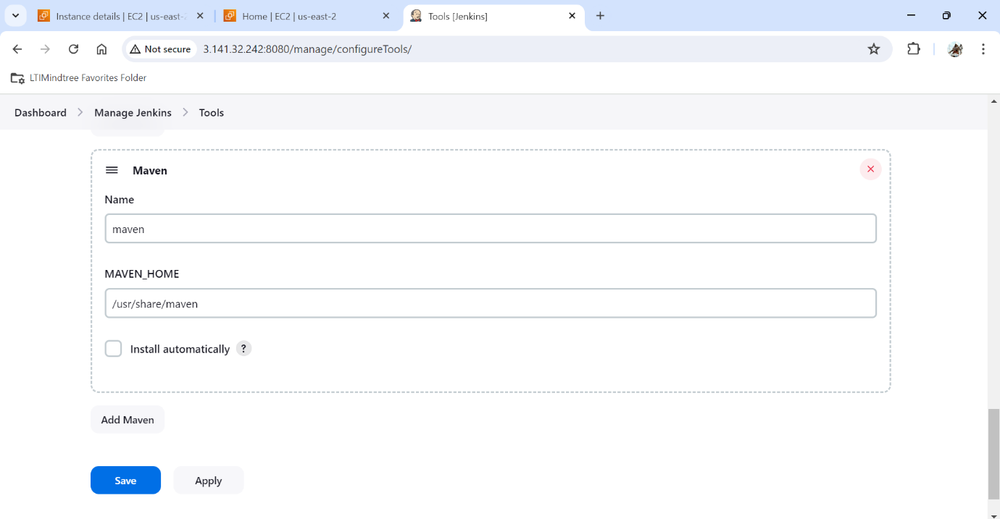 Instance details | EC2 | us-east-2
Home | EC2 | us-east-2
Tools [Jenkins]
Not secure
3.141.32.242:8080/manage/configureTools/
LTIMindtree Favorites Folder
Dashboard
Manage Jenkins
Tools
Maven
Name
maven
MAVEN_HOME
/usr/share/maven
Install automatically ?
Add Maven
Save
Apply